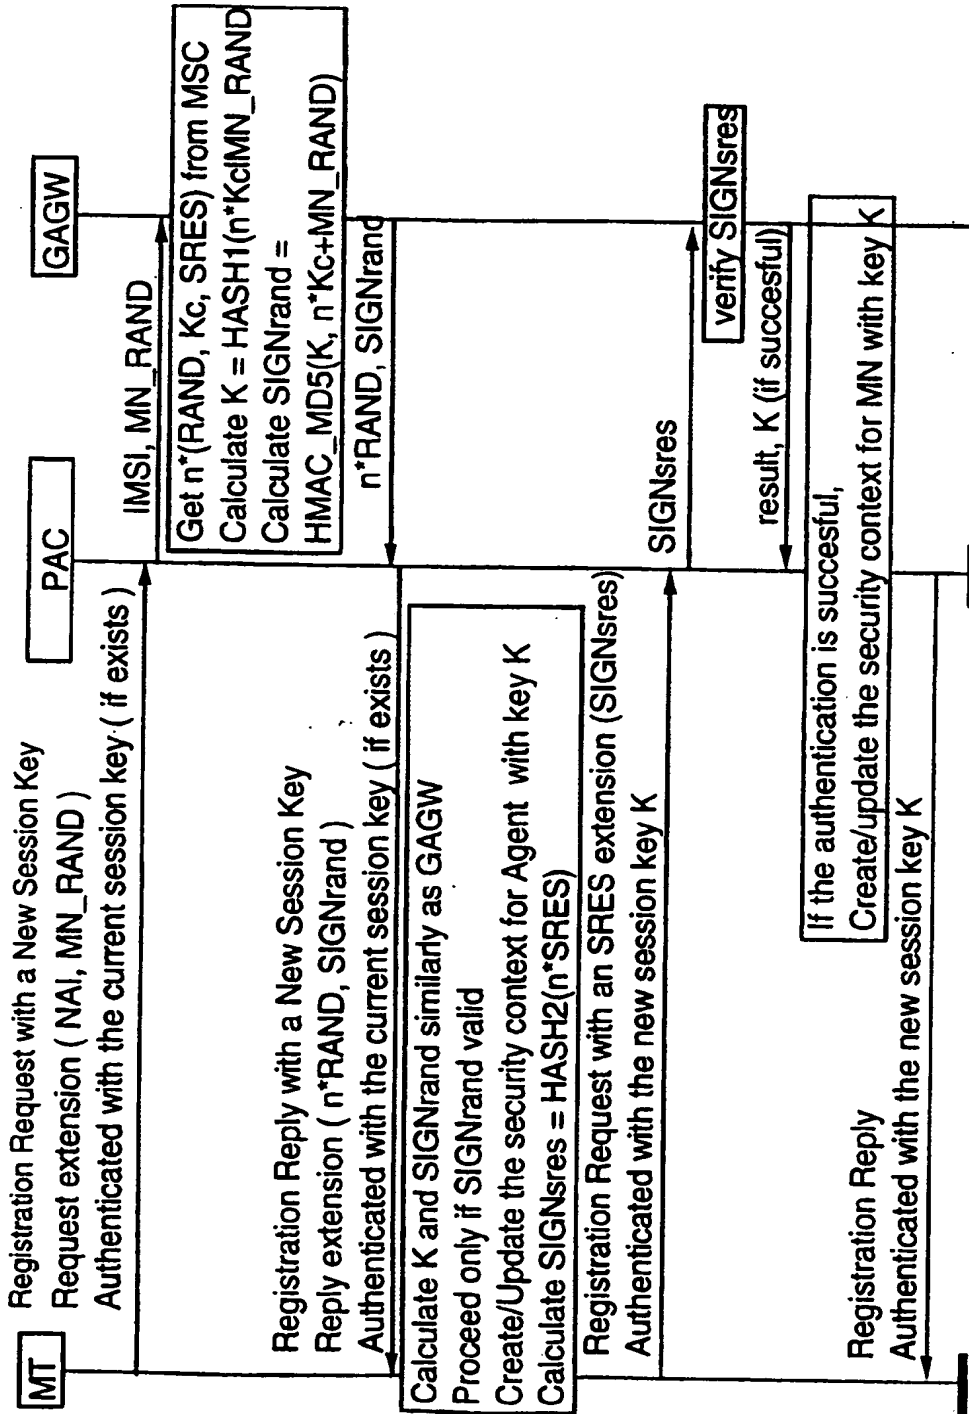 MT
PAC
GAGW
Registration Request with a New Session Key
Request extension ( NAI, MN_RAND )
Authenticated with the current session key ( if exists )
IMSI, MN_RAND
Get n*(RAND, Kc, SRES) from MSC
Calculate K = HASH1(n*Kc|MN_RAND
Calculate SIGNrand =
HMAC_MD5(K, n*Kc+MN_RAND)
n*RAND, SIGNrand
Registration Reply with a New Session Key
Reply extension ( n*RAND, SIGNrand )
Authenticated with the current session key ( if exists )
Calculate K and SIGNrand similarly as GAGW
Proceed only if SIGNrand valid
Create/Update the security context for Agent with key K
Calculate SIGNsres = HASH2(n*SRES)
Registration Request with an SRES extension (SIGNsres)
Authenticated with the new session key K
SIGNsres
verify SIGNsres
result, K (if succesful)
If the authentication is succesful,
Create/update the security context for MN with key K
Registration Reply
Authenticated with the new session key K